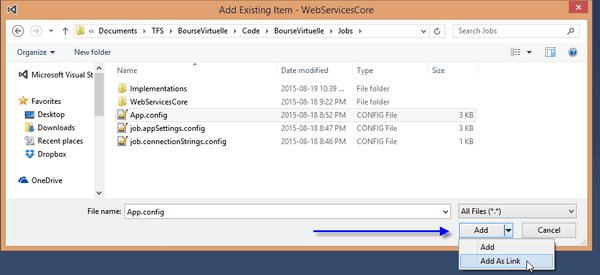 Add Existing Item - WebServicesCore
« Documents ▸ TFS ▸ BourseVirtuelle ▸ Code ▸ BourseVirtuelle ▸ Jobs ▸
Search Jobs
Organize New folder
Microsoft Visual St
Favorites
Desktop
Downloads
Recent places
Dropbox
OneDrive
Name Date modified Type Size
Implementations 2015-08-19 10:39 ... File folder
WebServicesCore 2015-08-18 9:22 PM File folder
App.config 2015-08-18 8:52 PM CONFIG File 3 KB
job.appSettings.config 2015-08-18 8:47 PM CONFIG File 3 KB
job.connectionStrings.config 2015-08-18 8:46 PM CONFIG File 1 KB
File name: App.config All Files (*.*)
Add Cancel
Add
Add As Link